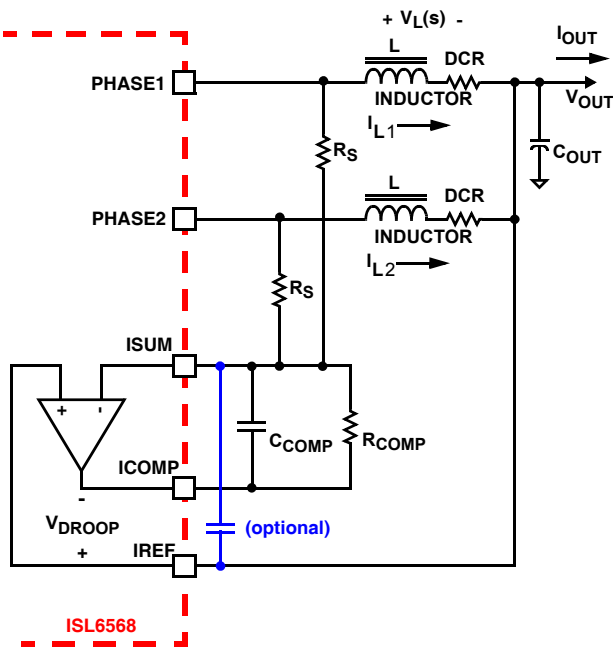 + VL(s) -
L
DCR
IOUT
PHASE1
INDUCTOR
VOUT
IL1
COUT
RS
L
DCR
PHASE2
INDUCTOR
IL2
RS
ISUM
+ -
CCOMP
RCOMP
ICOMP
-
VDROOP
(optional)
+
IREF
ISL6568